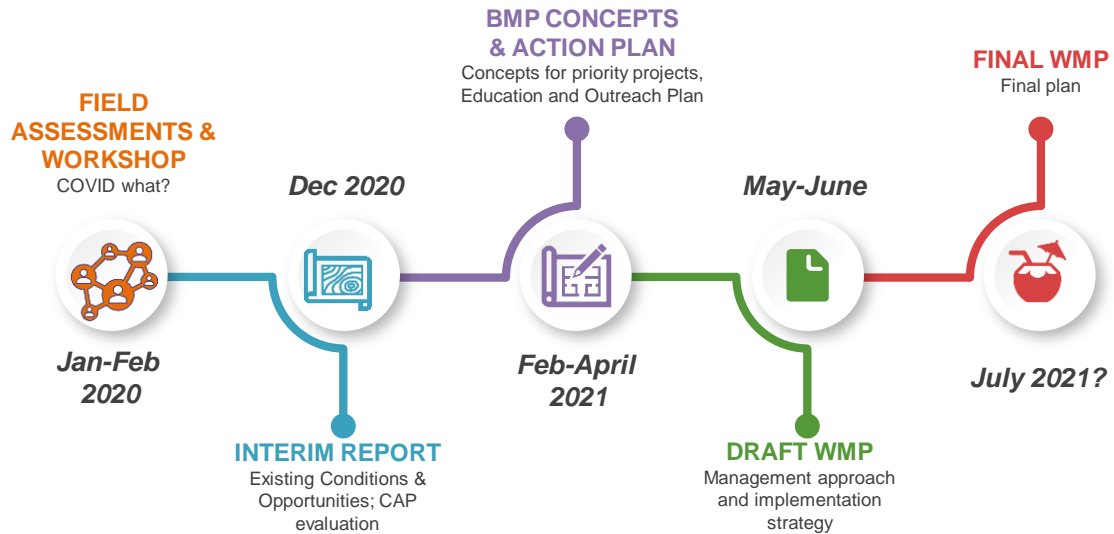 FIELD
ASSESSMENTS &
WORKSHOP
COVID what?
Jan-Feb
2020
Dec 2020
INTERIM REPORT
Existing Conditions &
Opportunities; CAP
evaluation
BMP CONCEPTS
& ACTION PLAN
Concepts for priority projects,
Education and Outreach Plan
Feb-April
2021
May-June
DRAFT WMP
Management approach
and implementation
strategy
FINAL WMP
Final plan
July 2021?